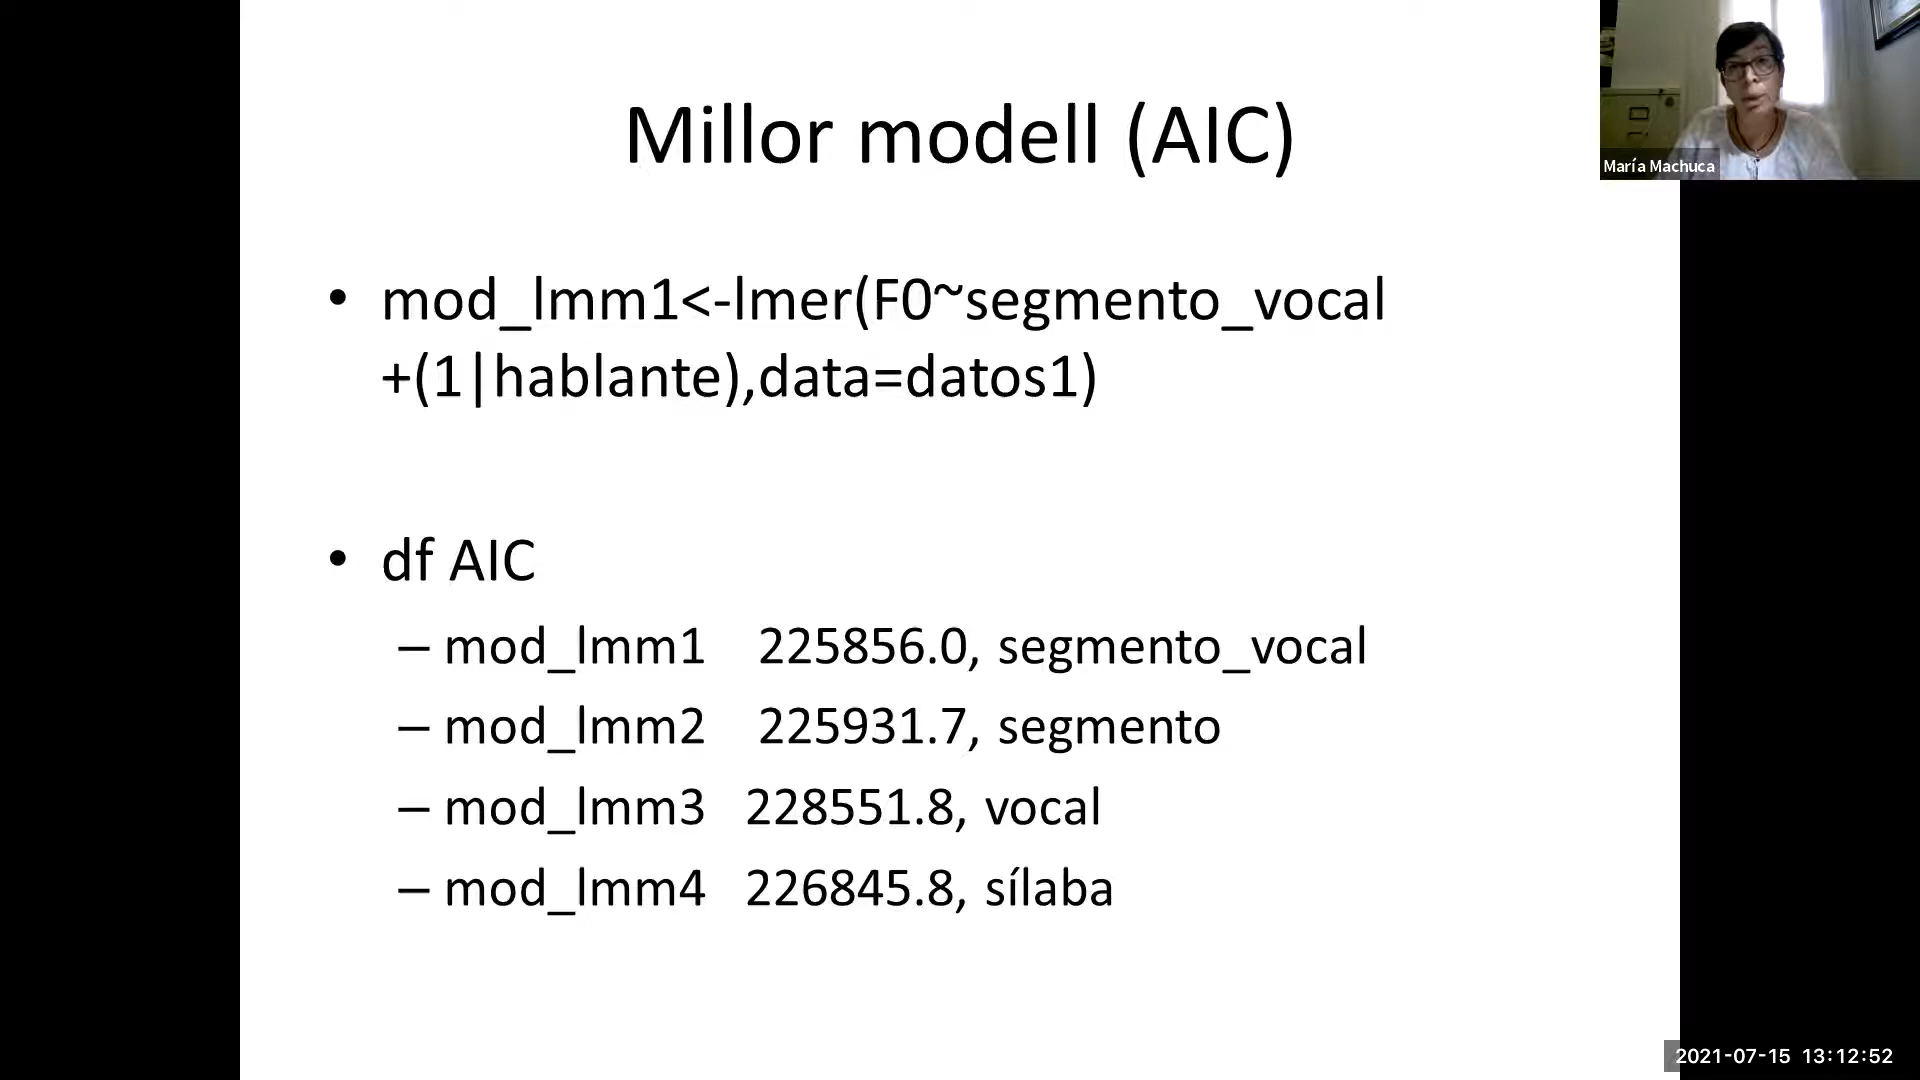 Millor modell (AIC)
• mod_lmm1<-lmer(F0~segmento_vocal
+(1|hablante),data=datos1)
• df AIC
– mod_lmm1 225856.0, segmento_vocal
– mod_lmm2 225931.7, segmento
– mod_lmm3 228551.8, vocal
– mod_lmm4 226845.8, sílaba
María Machuca
2021-07-15 13:12:52